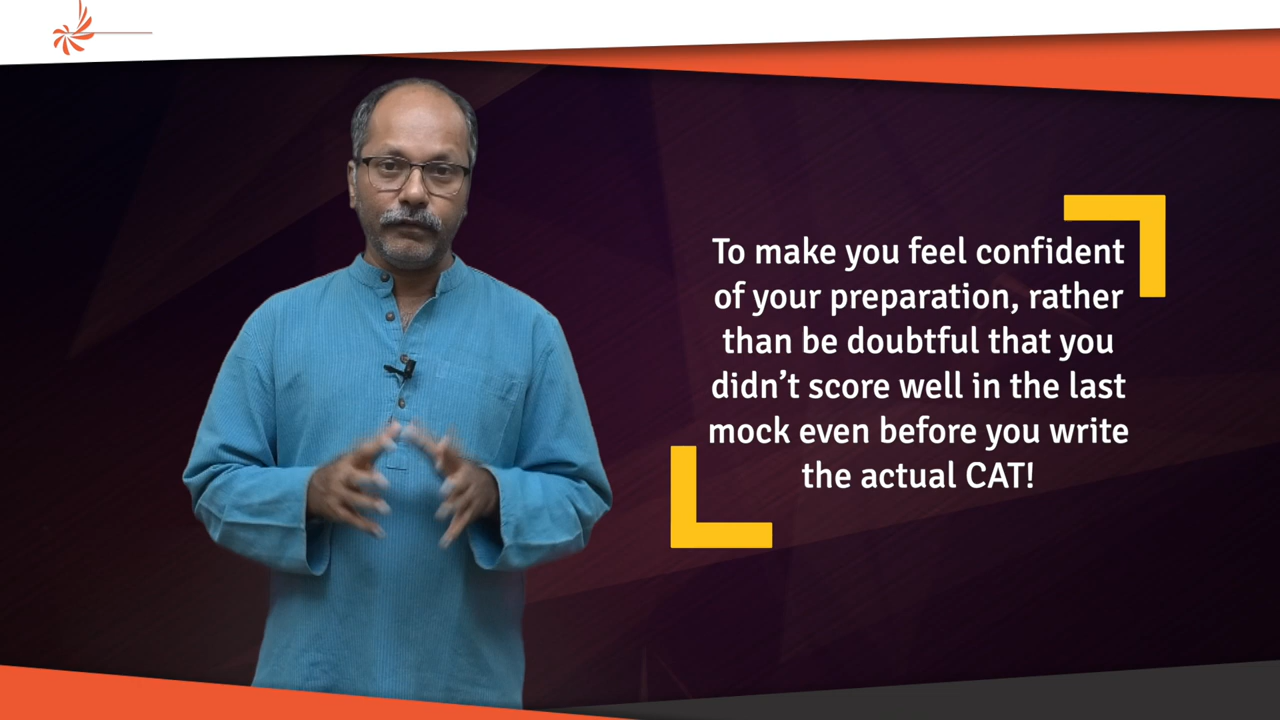 To make you feel confident
of your preparation, rather
than be doubtful that you
didn’t score well in the last
mock even before you write
the actual CAT!